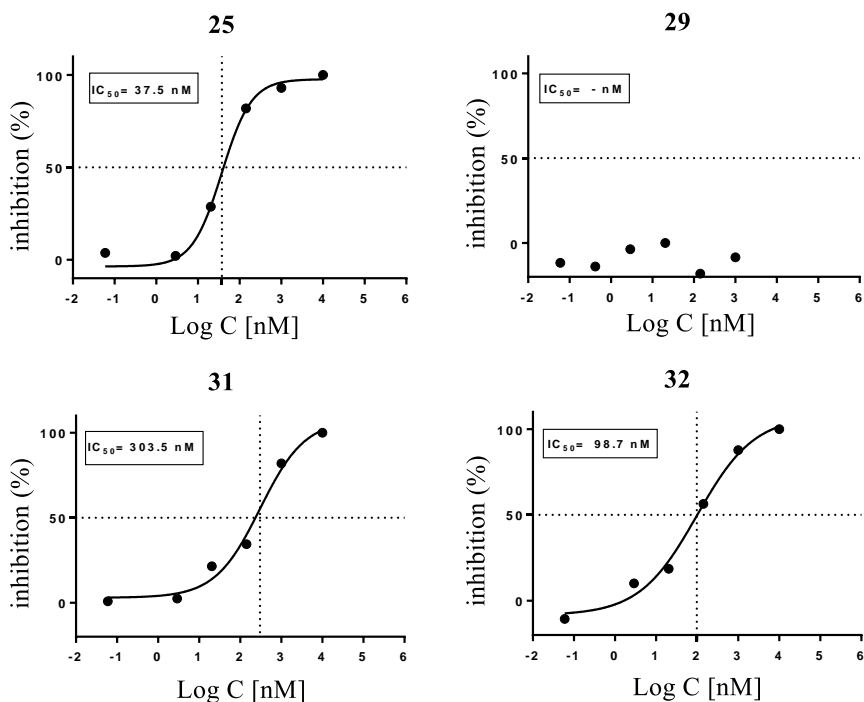 25
IC50= 37.5 nM
inhibition (%)
100
50
0
-2 -1 0 1 2 3 4 5 6
Log C [nM]
29
IC50= - nM
inhibition (%)
100
50
0
-2 -1 0 1 2 3 4 5 6
Log C [nM]
31
IC50= 303.5 nM
inhibition (%)
100
50
0
-2 -1 0 1 2 3 4 5 6
Log C [nM]
32
IC50= 98.7 nM
inhibition (%)
100
50
0
-2 -1 0 1 2 3 4 5 6
Log C [nM]